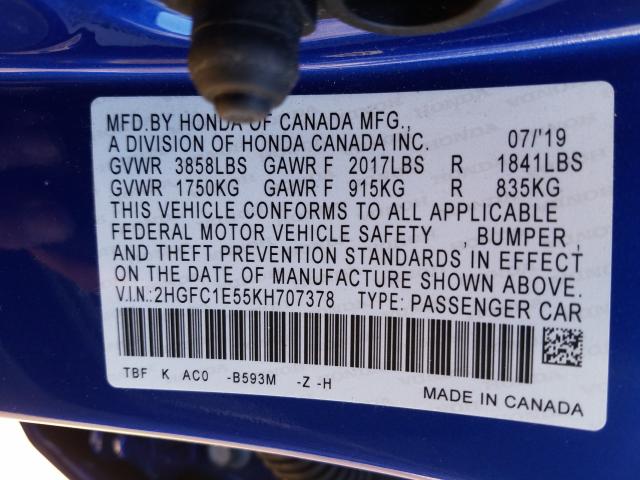 MFD.BY HONDA OF CANADA MFG.,
A DIVISION OF HONDA CANADA INC. 07/'19
GVWR 3858LBS GAWR F 2017LBS R 1841LBS
GVWR 1750KG GAWR F 915KG R 835KG
THIS VEHICLE CONFORMS TO ALL APPLICABLE
FEDERAL MOTOR VEHICLE SAFETY , BUMPER ,
AND THEFT PREVENTION STANDARDS IN EFFECT
ON THE DATE OF MANUFACTURE SHOWN ABOVE.
V.I.N.:2HGFC1E55KH707378 TYPE: PASSENGER CAR
TBF K AC0 -B593M -Z -H
MADE IN CANADA